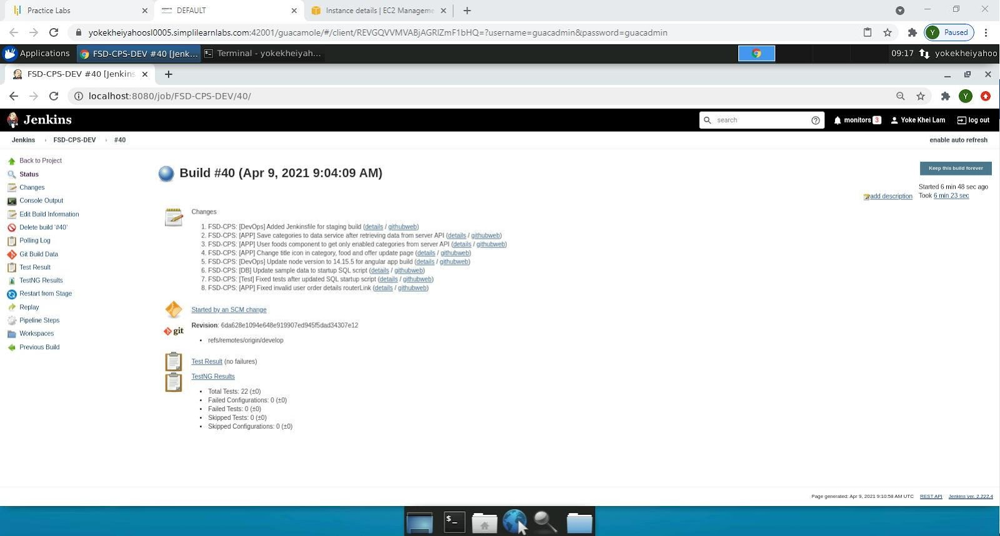 Practice Labs
DEFAULT
Instance details | EC2 Manageme
yokekheiyahoosl0005.simplilearnlabs.com:42001/guacamole/#/client/REVGQVVMVABjAGRIZmF1bHQ=?username=guacadmin&password=guacadmin
Y Paused
Applications
FSD-CPS-DEV #40 [Jenk...
Terminal - yokekheiyah...
09:17
yokekheiyahoo
FSD-CPS-DEV #40 [Jenkins
localhost:8080/job/FSD-CPS-DEV/40/
Y
Jenkins
search
monitors 3
Yoke Khei Lam
log out
Jenkins
FSD-CPS-DEV
#40
enable auto refresh
Back to Project
Status
Changes
Console Output
Edit Build Information
Delete build '#40'
Polling Log
Git Build Data
Test Result
TestNG Results
Restart from Stage
Replay
Pipeline Steps
Workspaces
Previous Build
Build #40 (Apr 9, 2021 9:04:09 AM)
Keep this build forever
Started 6 min 48 sec ago
Took 6 min 23 sec
add description
Changes
1. FSD-CPS: [DevOps] Added Jenkinsfile for staging build (details / githubweb)
2. FSD-CPS: [APP] Save categories to data service after retrieving data from server API (details / githubweb)
3. FSD-CPS: [APP] User foods component to get only enabled categories from server API (details / githubweb)
4. FSD-CPS: [APP] Change title icon in category, food and offer update page (details / githubweb)
5. FSD-CPS: [DevOps] Update node version to 14.15.5 for angular app build (details / githubweb)
6. FSD-CPS: [DB] Update sample data to startup SQL script (details / githubweb)
7. FSD-CPS: [Test] Fixed tests after updated SQL startup script (details / githubweb)
8. FSD-CPS: [APP] Fixed invalid user order details routerLink (details / githubweb)
Started by an SCM change
git
Revision: 6da628e1094e648e919907ed945f5dad34307e12
• refs/remotes/origin/develop
Test Result (no failures)
TestNG Results
• Total Tests: 22 (±0)
• Failed Configurations: 0 (±0)
• Failed Tests: 0 (±0)
• Skipped Tests: 0 (±0)
• Skipped Configurations: 0 (±0)
Page generated: Apr 9, 2021 9:10:58 AM UTC
REST API
Jenkins ver. 2.222.4
$_